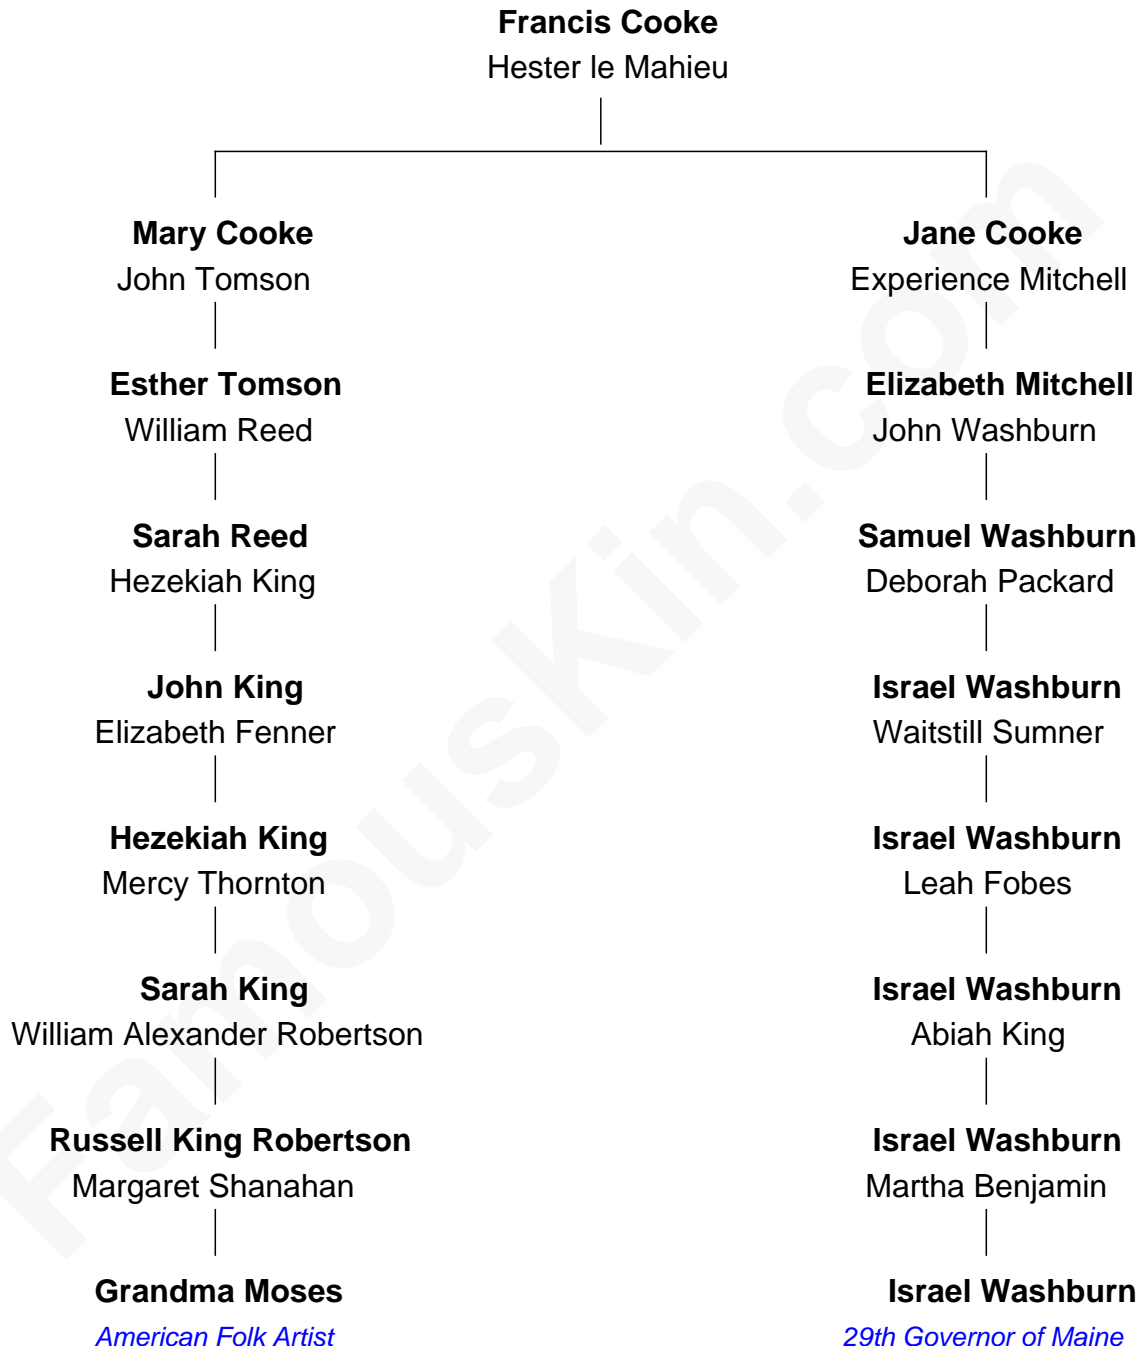 Francis Cooke
Hester le Mahieu
Mary Cooke
John Tomson
Jane Cooke
Experience Mitchell
Esther Tomson
William Reed
Elizabeth Mitchell
John Washburn
Sarah Reed
Hezekiah King
Samuel Washburn
Deborah Packard
John King
Elizabeth Fenner
Israel Washburn
Waitstill Sumner
Hezekiah King
Mercy Thornton
Israel Washburn
Leah Fobes
Sarah King
William Alexander Robertson
Israel Washburn
Abiah King
Russell King Robertson
Margaret Shanahan
Israel Washburn
Martha Benjamin
Grandma Moses
American Folk Artist
Israel Washburn
29th Governor of Maine
FamousKin.com